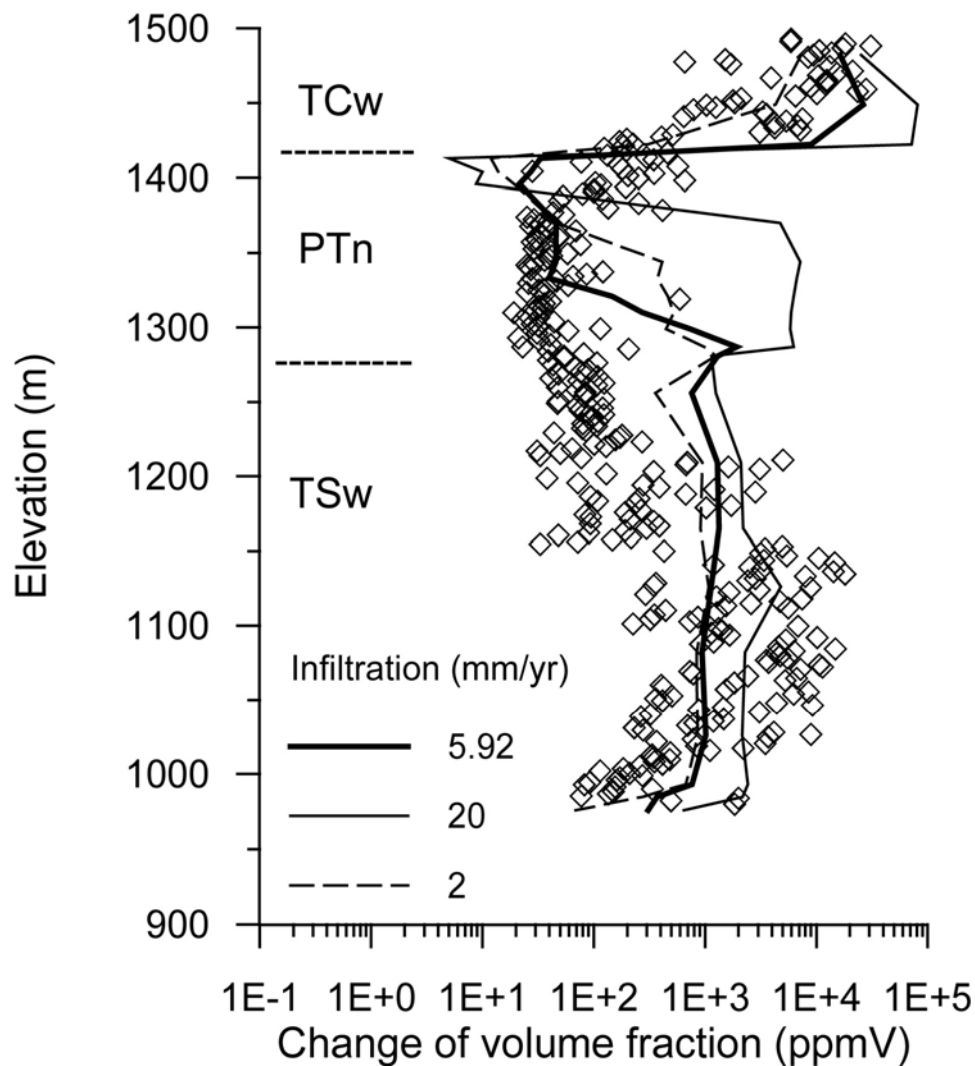 Elevation (m)
1500
1400
1300
1200
1100
1000
900
TCw
PTn
TSw
Infiltration (mm/yr)
5.92
20
2
1E-1 1E+0 1E+1 1E+2 1E+3 1E+4 1E+5
Change of volume fraction (ppmV)